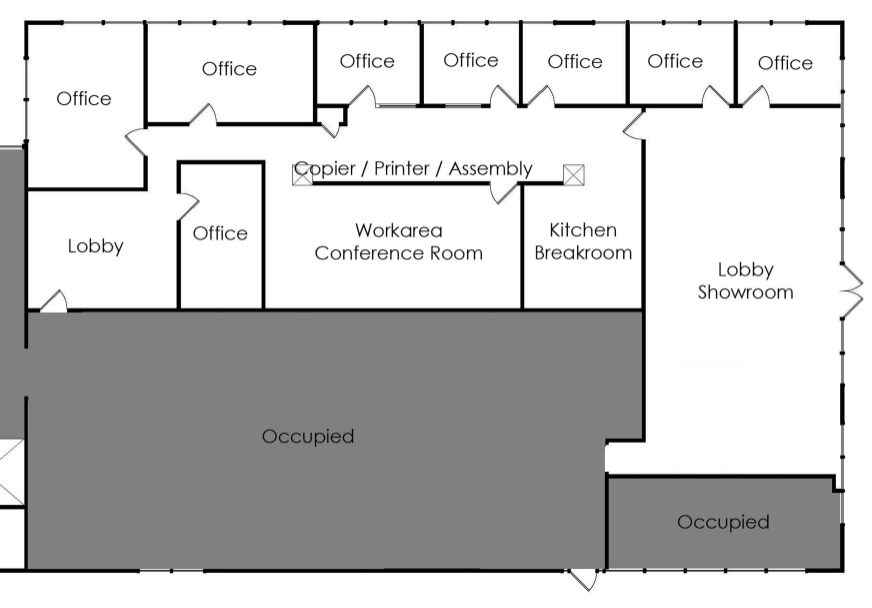 Office
Office
Office
Office
Office
Office
Office
Copier / Printer / Assembly
Office
Workarea
Conference Room
Kitchen
Breakroom
Lobby
Lobby
Showroom
Occupied
Occupied